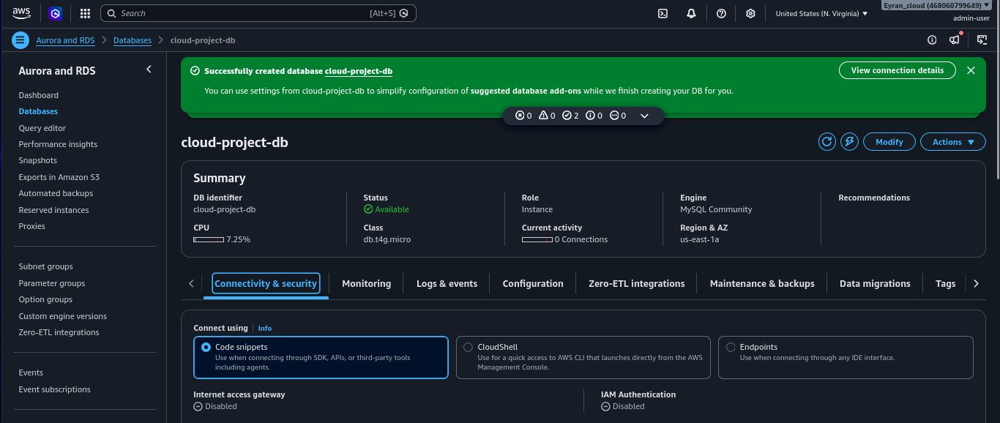 aws
Search [Alt+S]
United States (N. Virginia)
Eyran_cloud (468060799649)
admin-user
Aurora and RDS
Databases
cloud-project-db
Aurora and RDS
Dashboard
Databases
Query editor
Performance insights
Snapshots
Exports in Amazon S3
Automated backups
Reserved instances
Proxies
Subnet groups
Parameter groups
Option groups
Custom engine versions
Zero-ETL integrations
Events
Event subscriptions
Successfully created database cloud-project-db
View connection details
You can use settings from cloud-project-db to simplify configuration of suggested database add-ons while we finish creating your DB for you.
0 0 2 0 0
cloud-project-db
Modify
Actions
Summary
DB identifier
cloud-project-db
CPU
7.25%
Status
Available
Class
db.t4g.micro
Role
Instance
Current activity
0 Connections
Engine
MySQL Community
Region & AZ
us-east-1a
Recommendations
Connectivity & security
Monitoring
Logs & events
Configuration
Zero-ETL integrations
Maintenance & backups
Data migrations
Tags
Connect using
Info
Code snippets
Use when connecting through SDK, APIs, or third-party tools
including agents.
CloudShell
Use for a quick access to AWS CLI that launches directly from the AWS
Management Console.
Endpoints
Use when connecting through any IDE interface.
Internet access gateway
Disabled
IAM Authentication
Disabled